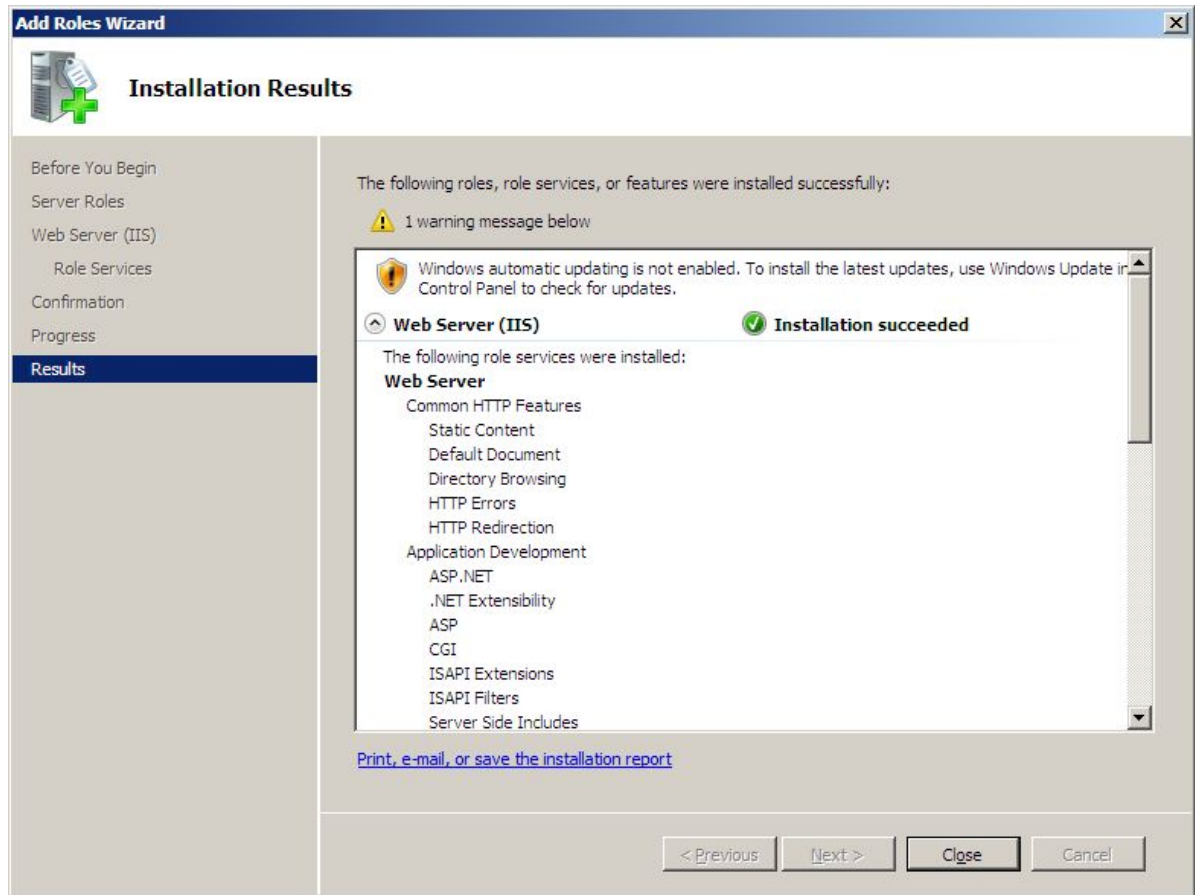 Add Roles Wizard
Installation Results
Before You Begin
Server Roles
Web Server (IIS)
Role Services
Confirmation
Progress
Results
The following roles, role services, or features were installed successfully:
1 warning message below
Windows automatic updating is not enabled. To install the latest updates, use Windows Update in
Control Panel to check for updates.
Web Server (IIS) Installation succeeded
The following role services were installed:
Web Server
Common HTTP Features
Static Content
Default Document
Directory Browsing
HTTP Errors
HTTP Redirection
Application Development
ASP.NET
.NET Extensibility
ASP
CGI
ISAPI Extensions
ISAPI Filters
Server Side Includes
Print, e-mail, or save the installation report
< Previous Next > Close Cancel